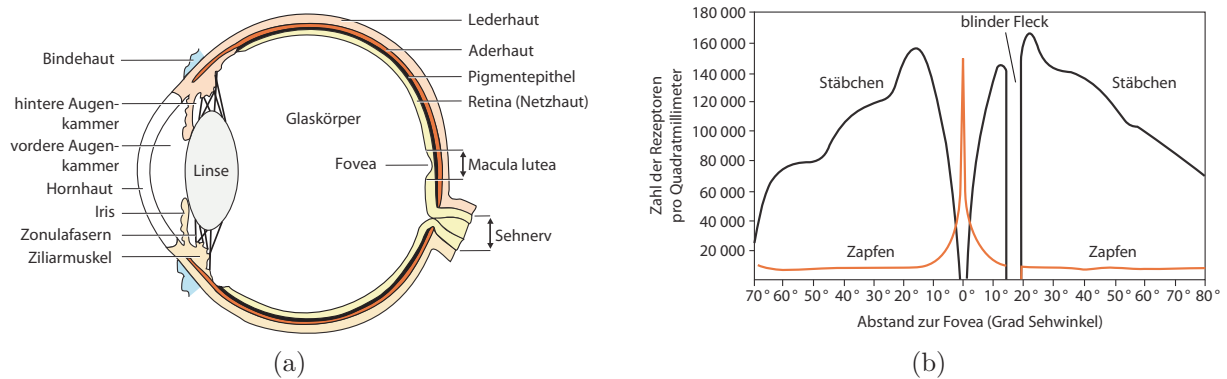 Lederhaut
Aderhaut
Pigmentepithel
Retina (Netzhaut)
Bindehaut
hintere Augen-
kammer
vordere Augen-
kammer
Hornhaut
Iris
Zonulafasern
Ziliarmuskel
Linse
Glaskörper
Fovea
Macula lutea
Sehnerv
(a)
Zahl der Rezeptoren
pro Quadratmillimeter
180 000
160 000
140 000
120 000
100 000
80 000
60 000
40 000
20 000
blinder Fleck
Stäbchen
Stäbchen
Zapfen
Zapfen
70° 60 50 40 30 20 10 0° 10 20 30 40 50 60 70 80°
Abstand zur Fovea (Grad Sehwinkel)
(b)